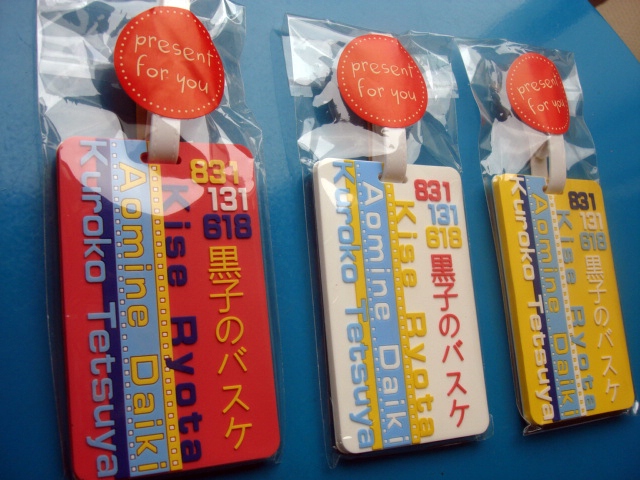 present
for you
831
131
618
黒子のバスケ
Kise Ryota
Aomine Daiki
Kuroko Tetsuya
present
for you
831
131
618
黒子のバスケ
Kise Ryota
Aomine Daiki
Kuroko Tetsuya
present
for you
831
131
618
黒子のバスケ
Kise Ryota
Aomine Daiki
Kuroko Tetsuya